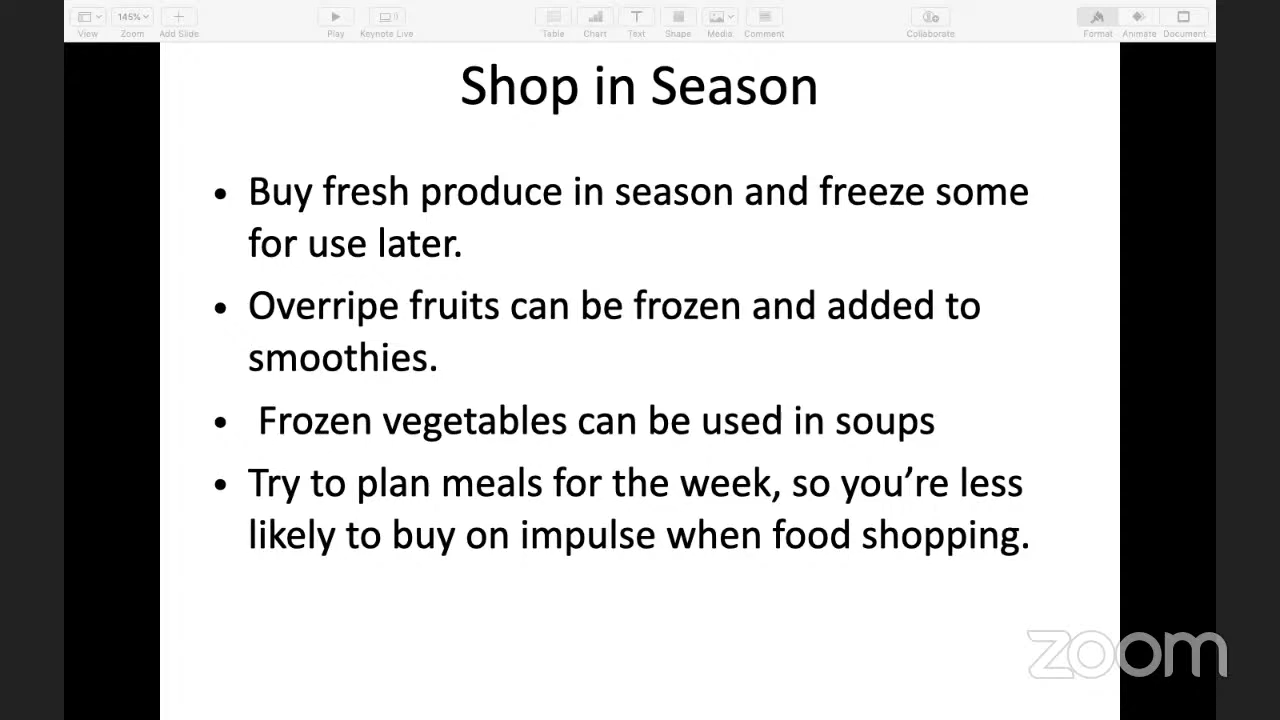 145%
0
View
Zoom
Add Slide
Play
Keynote Live
Table
Chart
Text
Shape
Media
Comment
Collaborate
Format
Animate
Document
Shop in Season
• Buy fresh produce in season and freeze some
for use later.
• Overripe fruits can be frozen and added to
smoothies.
• Frozen vegetables can be used in soups
• Try to plan meals for the week, so you’re less
likely to buy on impulse when food shopping.
zoom